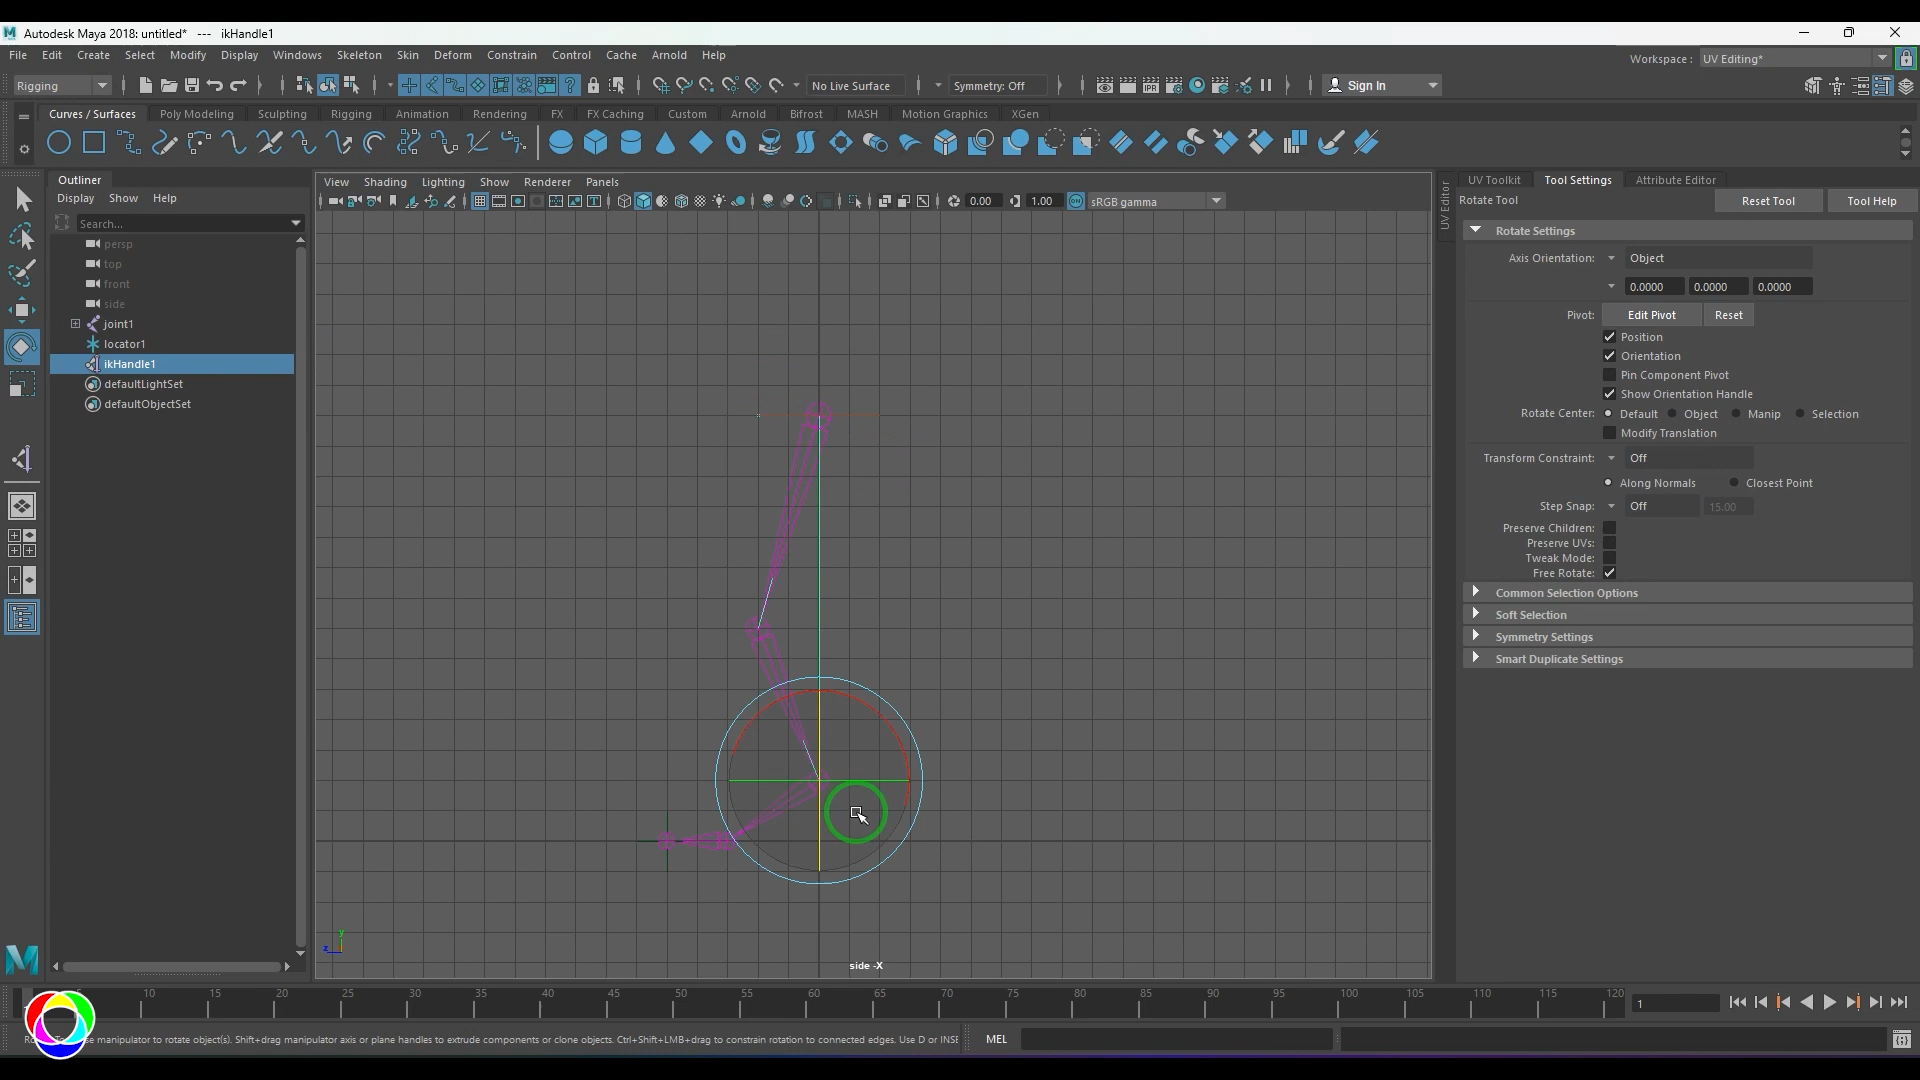 Autodesk Maya 2018: untitled* --- ikHandle1
File Edit Create Select Modify Display Windows Skeleton Skin Deform Constrain Control Cache Arnold Help
Workspace : UV Editing*
Rigging No Live Surface Symmetry: Off IPR Sign In
Curves / Surfaces Poly Modeling Sculpting Rigging Animation Rendering FX FX Caching Custom Arnold Bifrost MASH Motion Graphics XGen
Outliner
Display Show Help
Search...
persp
top
front
side
joint1
locator1
ikHandle1
defaultLightSet
defaultObjectSet
View Shading Lighting Show Renderer Panels
0.00 1.00 ON sRGB gamma
y
z
side -X
UV Editor
UV Toolkit Tool Settings Attribute Editor
Rotate Tool Reset Tool Tool Help
Rotate Settings
Axis Orientation: Object
0.0000 0.0000 0.0000
Pivot: Edit Pivot Reset
Position
Orientation
Pin Component Pivot
Show Orientation Handle
Rotate Center: Default Object Manip Selection
Modify Translation
Transform Constraint: Off
Along Normals Closest Point
Step Snap: Off 15.00
Preserve Children:
Preserve UVs:
Tweak Mode:
Free Rotate:
Common Selection Options
Soft Selection
Symmetry Settings
Smart Duplicate Settings
5 10 15 20 25 30 35 40 45 50 55 60 65 70 75 80 85 90 95 100 105 110 115 120 1
manipulator to rotate object(s). Shift+drag manipulator axis or plane handles to extrude components or clone objects. Ctrl+Shift+LMB+drag to constrain rotation to connected edges. Use D or INSE MEL